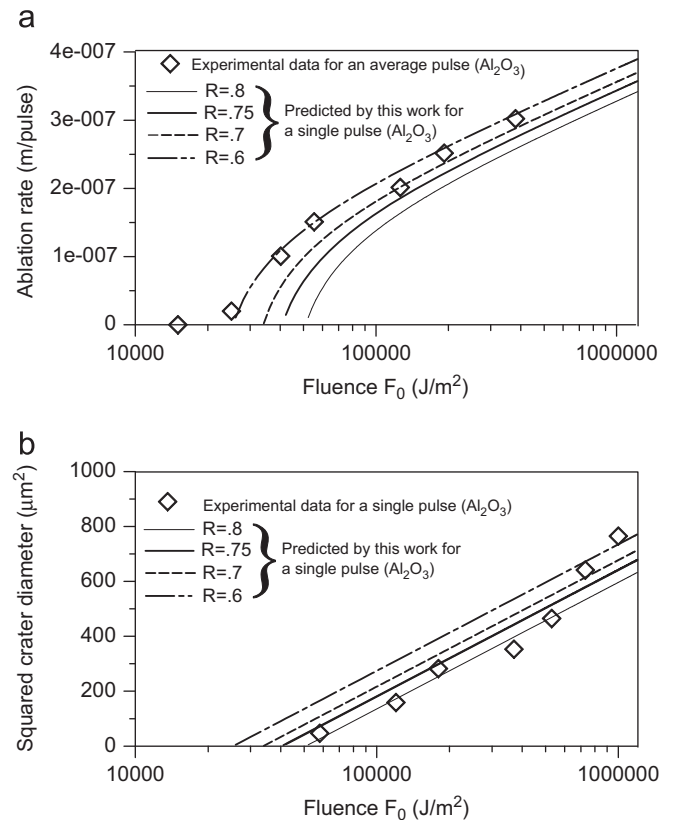 a
4e-007
3e-007
2e-007
1e-007
0
Ablation rate (m/pulse)
Experimental data for an average pulse (Al₂O₃)
R=.8
R=.75
R=.7
R=.6
Predicted by this work for
a single pulse (Al₂O₃)
10000
100000
1000000
Fluence F₀ (J/m²)
b
1000
800
600
400
200
0
Squared crater diameter (μm²)
Experimental data for a single pulse (Al₂O₃)
R=.8
R=.75
R=.7
R=.6
Predicted by this work for
a single pulse (Al₂O₃)
10000
100000
1000000
Fluence F₀ (J/m²)